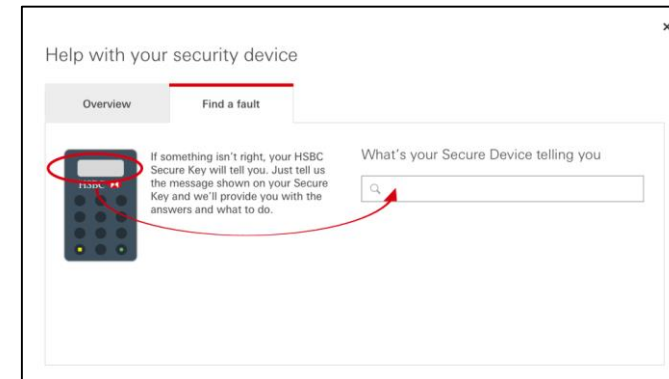 ×
Help with your security device
Overview
Find a fault
HSBC
If something isn't right, your HSBC
Secure Key will tell you. Just tell us
the message shown on your Secure
Key and we'll provide you with the
answers and what to do.
What's your Secure Device telling you